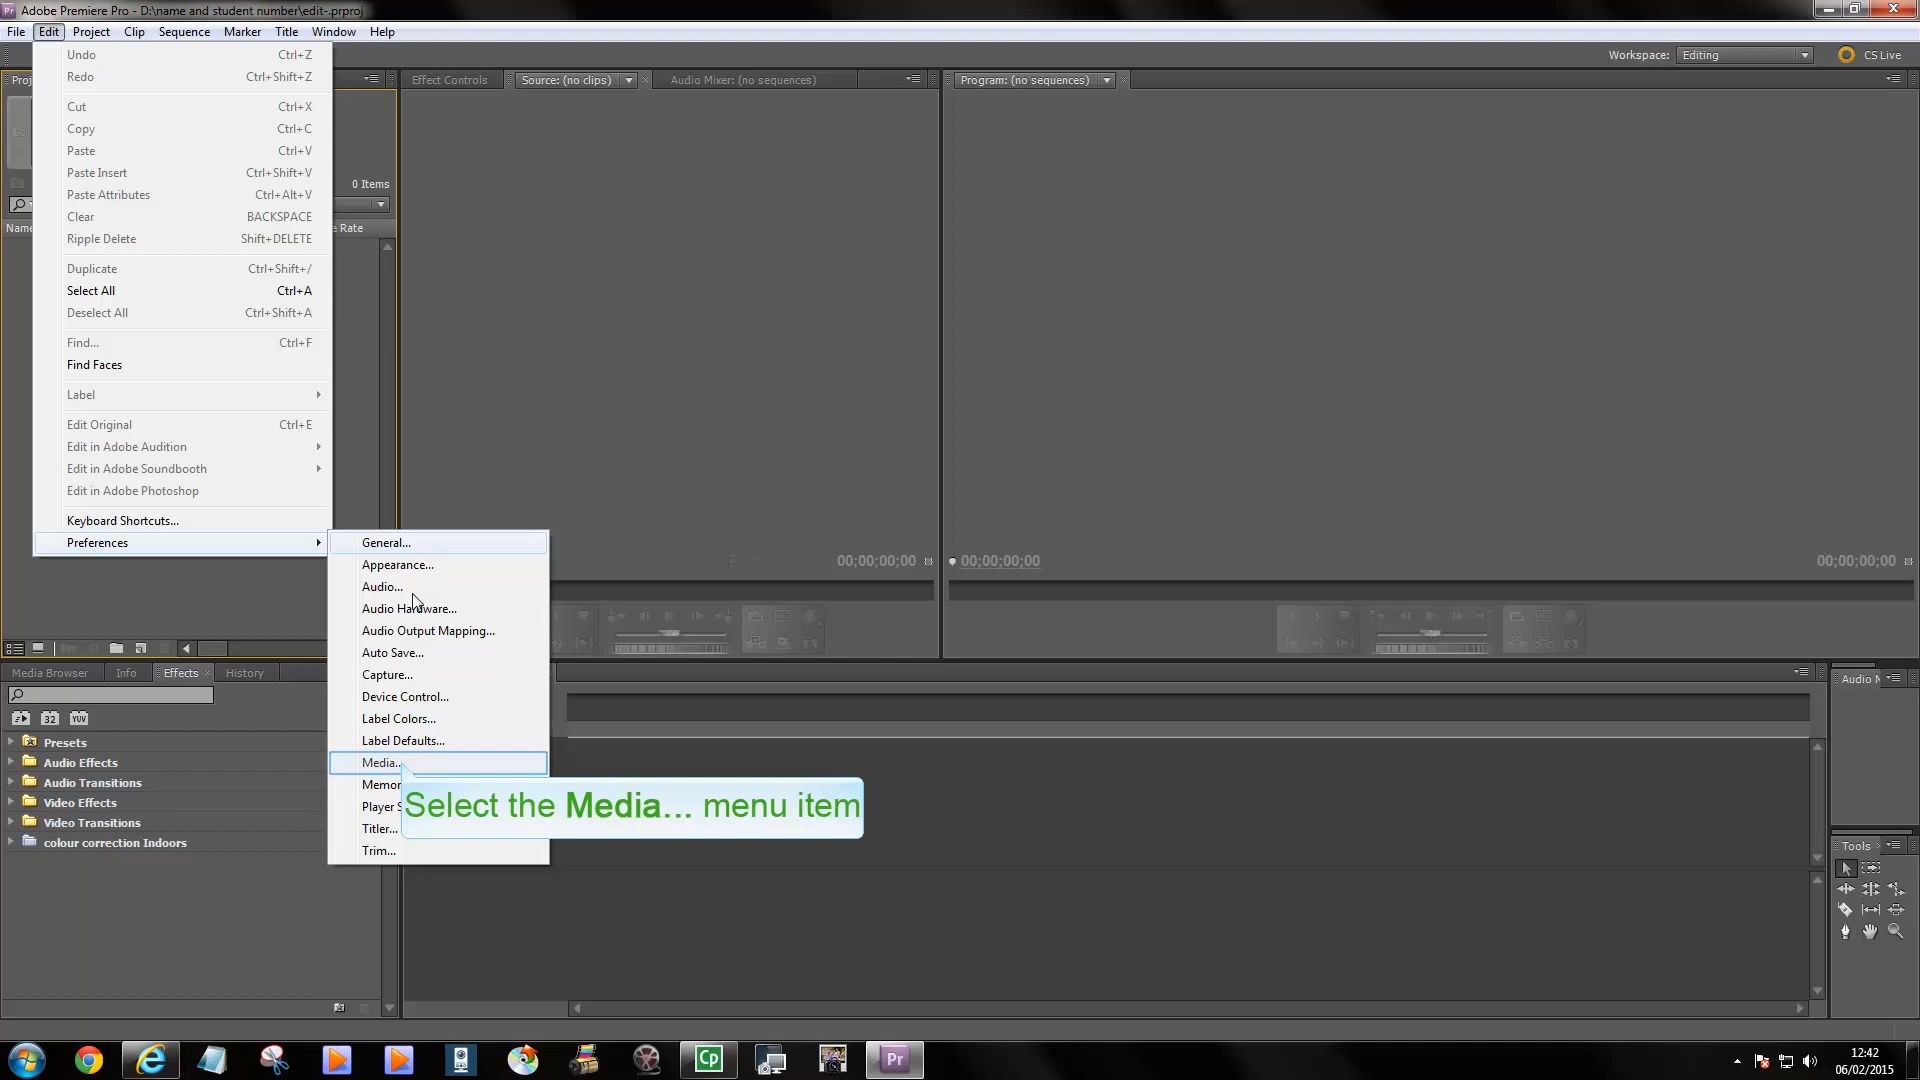 Adobe Premiere Pro - D:\name and student number\edit-.prproj
File Edit Project Clip Sequence Marker Title Window Help
Workspace: Editing CS Live
Undo Ctrl+Z
Redo Ctrl+Shift+Z
Cut Ctrl+X
Copy Ctrl+C
Paste Ctrl+V
Paste Insert Ctrl+Shift+V
Paste Attributes Ctrl+Alt+V
Clear BACKSPACE
Ripple Delete Shift+DELETE
Duplicate Ctrl+Shift+/
Select All Ctrl+A
Deselect All Ctrl+Shift+A
Find... Ctrl+F
Find Faces
Label
Edit Original Ctrl+E
Edit in Adobe Audition
Edit in Adobe Soundbooth
Edit in Adobe Photoshop
Keyboard Shortcuts...
Preferences
0 Items
Name
Rate
Effect Controls Source: (no clips) Audio Mixer: (no sequences) Program: (no sequences)
00;00;00;00 00;00;00;00 00;00;00;00
General...
Appearance...
Audio...
Audio Hardware...
Audio Output Mapping...
Auto Save...
Capture...
Device Control...
Label Colors...
Label Defaults...
Media...
Memor
Player S
Titler...
Trim...
Select the Media... menu item
Media Browser Info Effects History
32 YUV
Presets
Audio Effects
Audio Transitions
Video Effects
Video Transitions
colour correction Indoors
Audio
Tools
Cp Pr
12:42
06/02/2015